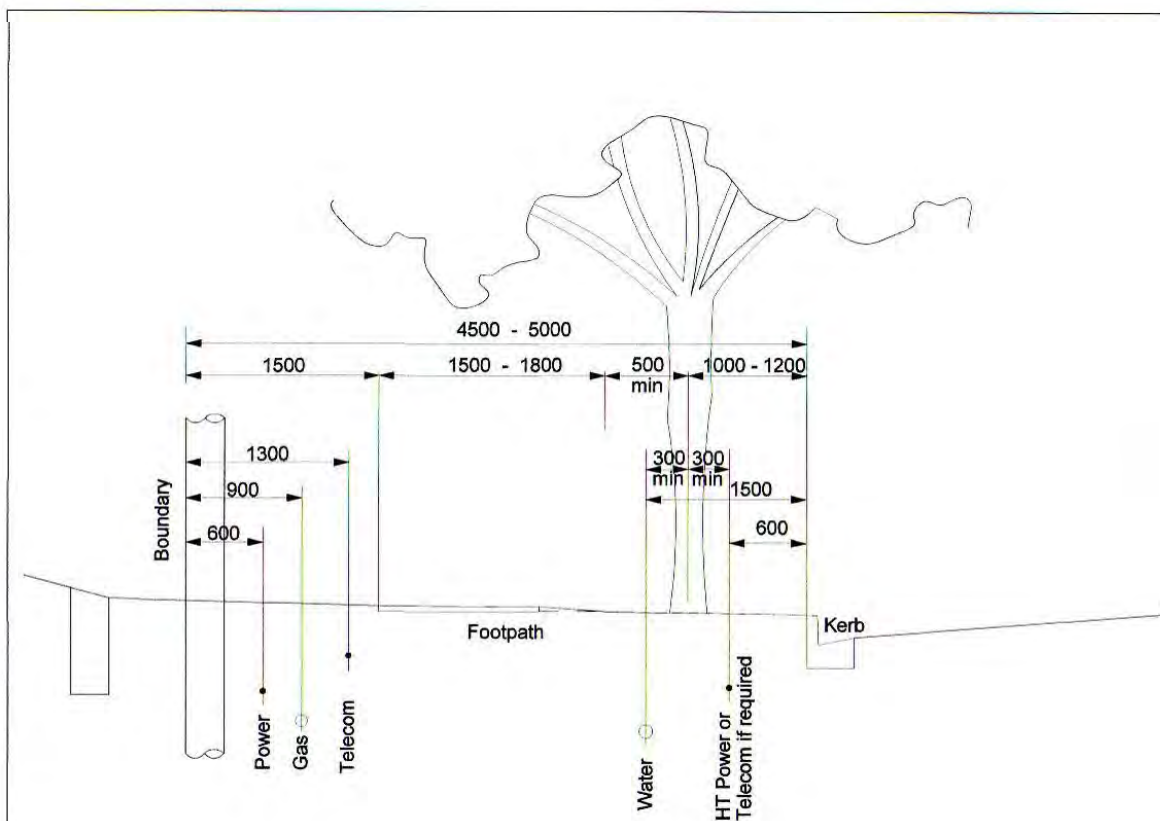 4500 - 5000
1500
1500 - 1800
500
min
1000 - 1200
1300
900
600
Boundary
300
min
300
min
1500
600
Footpath
Kerb
Power
Gas
Telecom
Water
HT Power or
Telecom if required